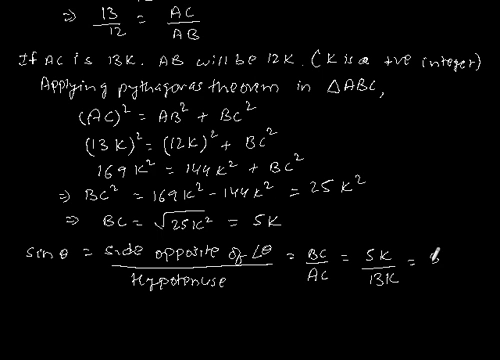 ⇒ 13/12 = AC/AB
If AC is 13K. AB will be 12K. (K is a +ve integer)
Applying pythagoras theorem in △ABC,
(AC)² = AB² + BC²
(13K)² = (12K)² + BC²
169K² = 144K² + BC²
⇒ BC² = 169K² - 144K² = 25K²
⇒ BC = √25K² = 5K
sinθ = side opposite of ∠θ / Hypotenuse = BC/AC = 5K/13K =